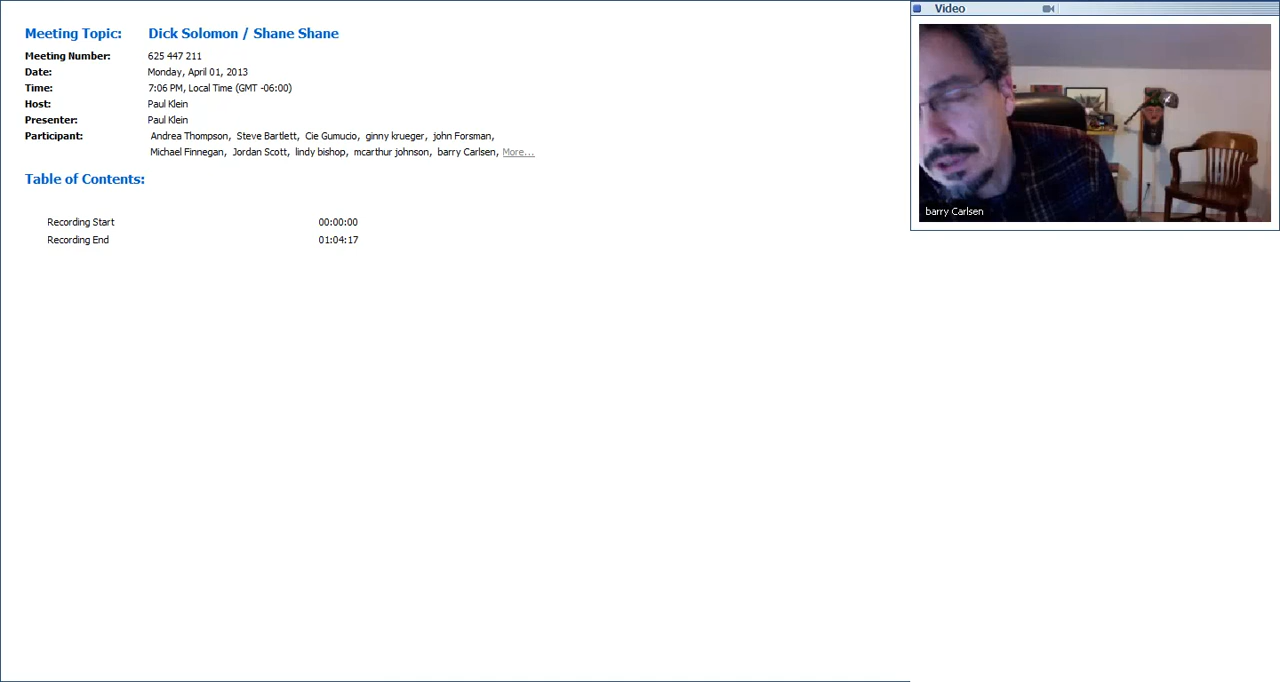 Meeting Topic: Dick Solomon / Shane Shane
Meeting Number: 625 447 211
Date: Monday, April 01, 2013
Time: 7:06 PM, Local Time (GMT -06:00)
Host: Paul Klein
Presenter: Paul Klein
Participant: Andrea Thompson, Steve Bartlett, Cie Gumucio, ginny krueger, john Forsman,
Michael Finnegan, Jordan Scott, lindy bishop, mcarthur johnson, barry Carlsen, More...
Table of Contents:
Recording Start 00:00:00
Recording End 01:04:17
Video
barry Carlsen